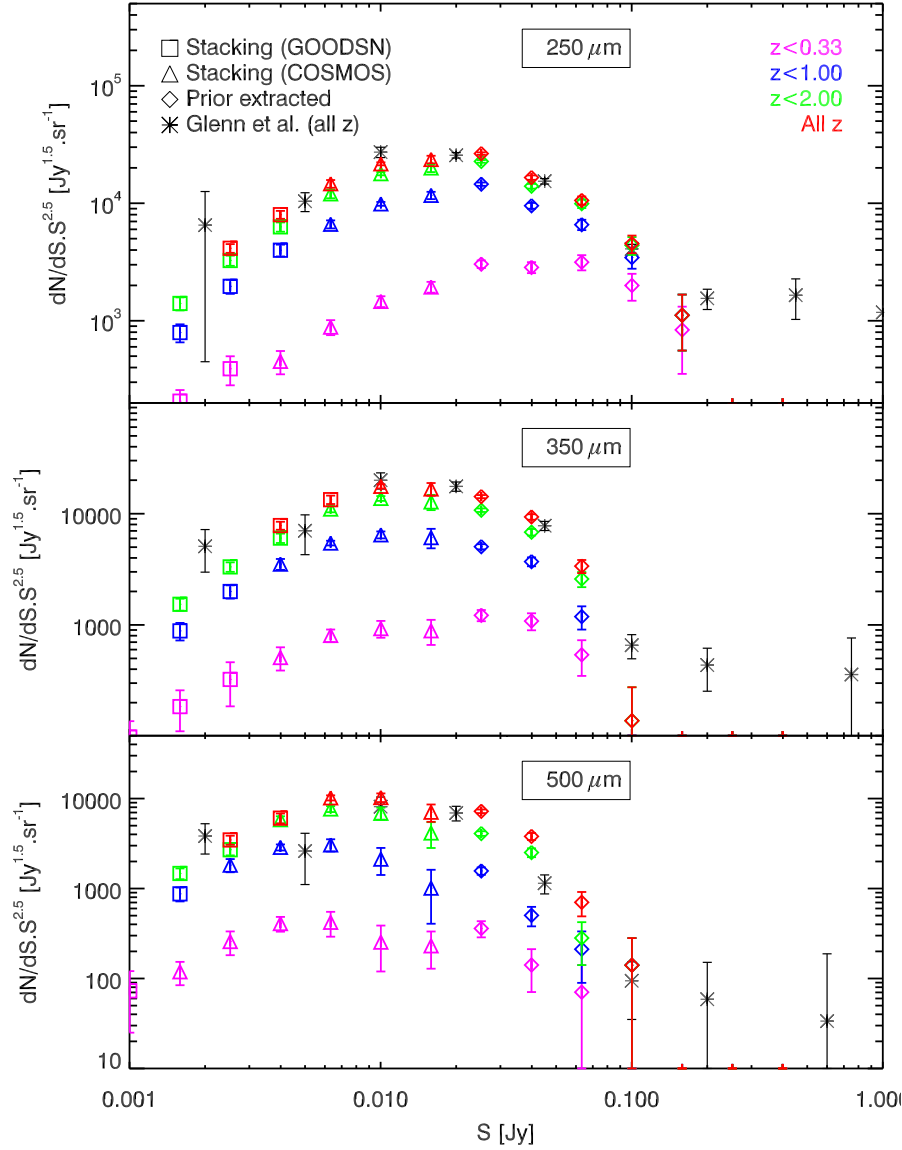 250 μm
Stacking (GOODSN)
Stacking (COSMOS)
Prior extracted
Glenn et al. (all z)
z<0.33
z<1.00
z<2.00
All z
10^5
10^4
10^3
dN/dS.S^2.5 [Jy^1.5.sr^-1]
350 μm
10000
1000
dN/dS.S^2.5 [Jy^1.5.sr^-1]
500 μm
10000
1000
100
10
dN/dS.S^2.5 [Jy^1.5.sr^-1]
0.001
0.010
0.100
1.000
S [Jy]